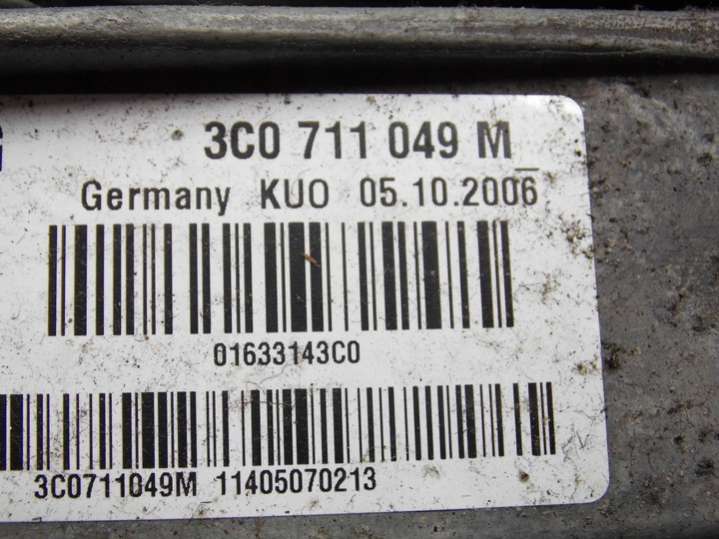 3C0 711 049 M
Germany KUO 05.10.2006
01633143C0
3C0711049M 11405070213